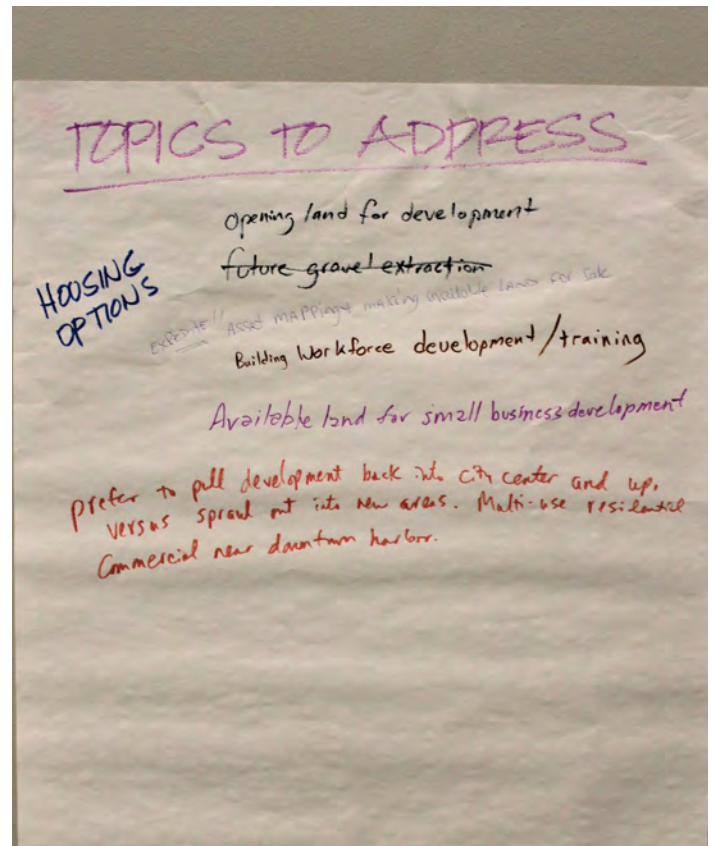 TOPICS TO ADDRESS
Opening land for development
future gravel extraction
HOUSING
OPTIONS
EXPEDITE!! ASSET MAPPING & making available LAND for Sale
Building Workforce development/training
Available land for small business development
prefer to pull development back into city center and up,
versus sprawl out into new areas. Multi-use residential
Commercial near downtown harbor.